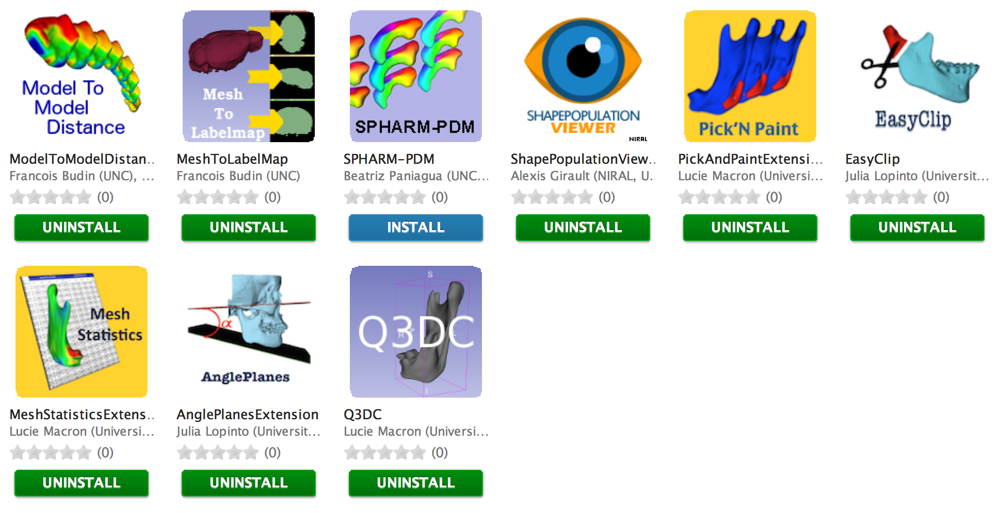 Model To
Model
Distance
ModelToModelDistan...
Francois Budin (UNC), ...
(0)
UNINSTALL
Mesh
To
Labelmap
MeshToLabelMap
Francois Budin (UNC)
(0)
UNINSTALL
SPHARM-PDM
SPHARM-PDM
Beatriz Paniagua (UNC...
(0)
INSTALL
SHAPEPOPULATION
VIEWER
NIRAL
ShapePopulationView...
Alexis Girault (NIRAL, U...
(0)
UNINSTALL
Pick'N Paint
PickAndPaintExtensi...
Lucie Macron (Universi...
(0)
UNINSTALL
EasyClip
EasyClip
Julia Lopinto (Universit...
(0)
UNINSTALL
Mesh
Statistics
MeshStatisticsExtens...
Lucie Macron (Universi...
(0)
UNINSTALL
α
AnglePlanes
AnglePlanesExtension
Julia Lopinto (Universit...
(0)
UNINSTALL
S
Q3DC
R
L
I
Q3DC
Lucie Macron (Universi...
(0)
UNINSTALL